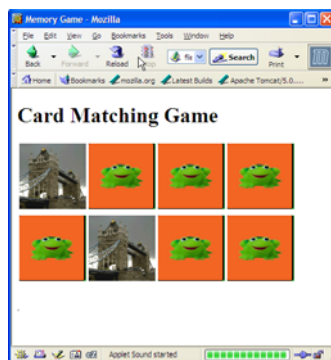 Memory Game - Mozilla
File Edit View Go Bookmarks Tools Window Help
Back Forward Reload Stop Search Print
Home Bookmarks mozilla.org Latest Builds Apache Tomcat/5.0....
Card Matching Game
Applet Sound started